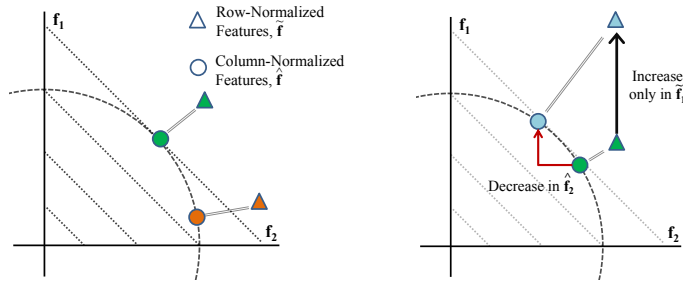 f1
Row-Normalized
Features, f̃
Column-Normalized
Features, f̂
f2
f1
Increase
only in f̃1
Decrease in f̂2
f2